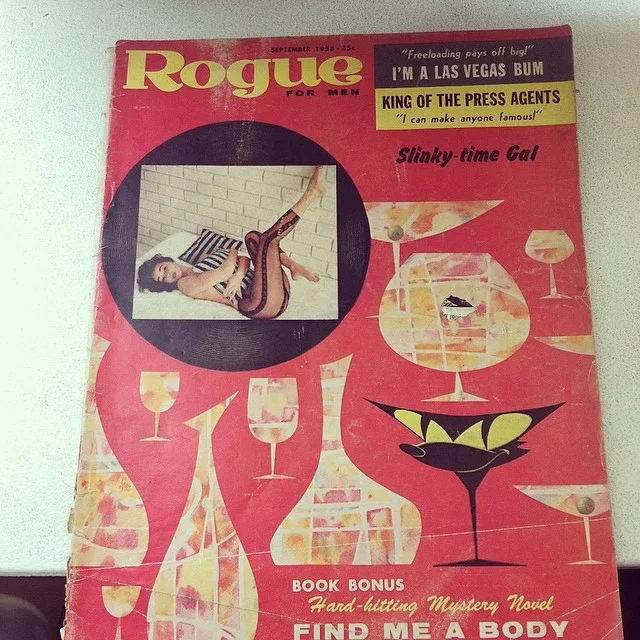 SEPTEMBER 1958 - 35c
Rogue
FOR MEN
"Freeloading pays off big!"
I'M A LAS VEGAS BUM
KING OF THE PRESS AGENTS
"I can make anyone famous!"
Slinky-time Gal
BOOK BONUS
Hard-hitting Mystery Novel
FIND ME A BODY